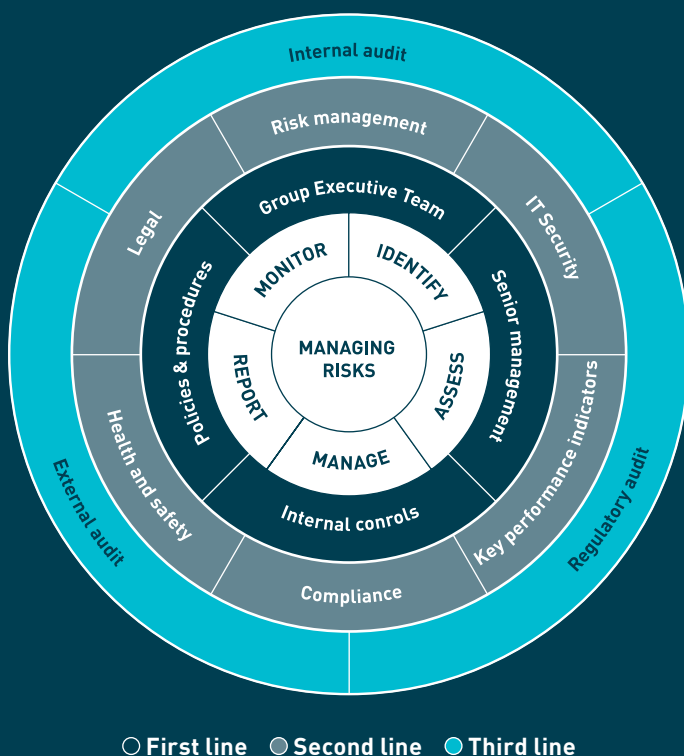 Internal audit
Risk management
Group Executive Team
IT Security
Legal
MONITOR
IDENTIFY
Policies & procedures
Senior management
MANAGING
RISKS
REPORT
ASSESS
MANAGE
Health and safety
Key performance indicators
Internal conrols
External audit
Regulatory audit
Compliance
First line
Second line
Third line